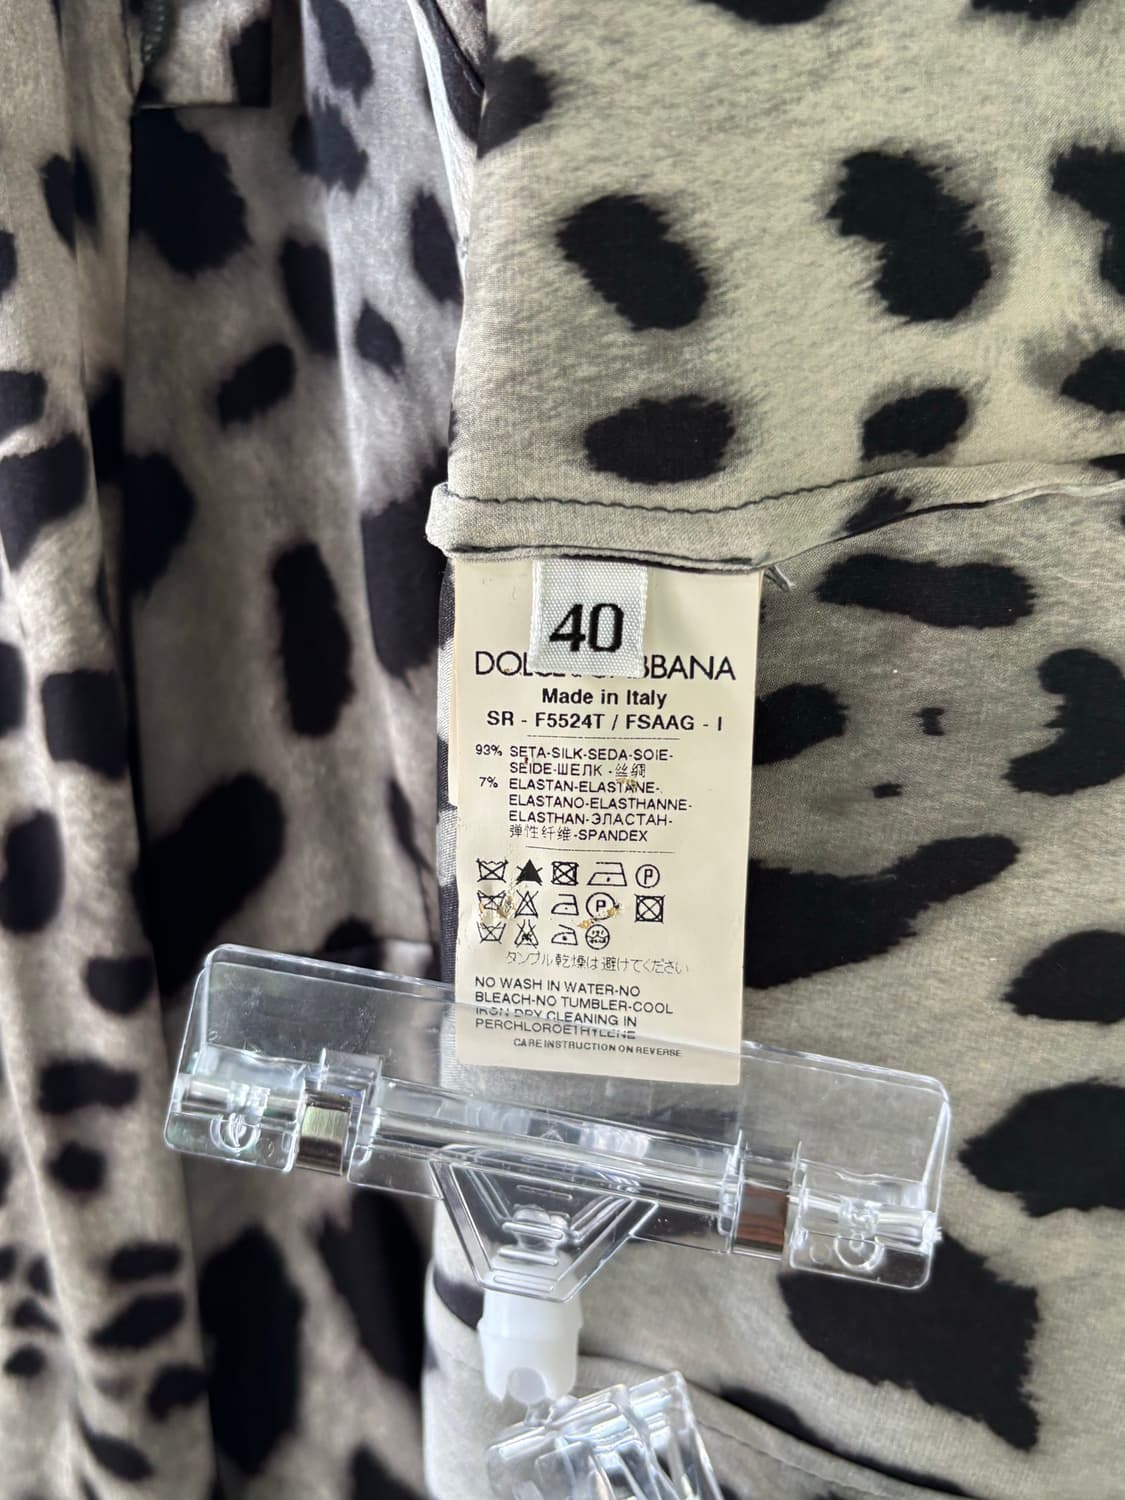 40
DOLCE & GABBANA
Made in Italy
SR - F5524T / FSAAG - I
93% SETA-SILK-SEDA-SOIE-
SEIDE-ШЕЛК -丝绸
7% ELASTAN-ELASTANE-
ELASTANO-ELASTHANNE-
ELASTHAN-ЭЛАСТАН-
弹性纤维-SPANDEX
P
P
タンブル乾燥は避けてください
NO WASH IN WATER-NO
BLEACH-NO TUMBLER-COOL
IRON DRY CLEANING IN
PERCHLOROETHYLENE
CARE INSTRUCTION ON REVERSE